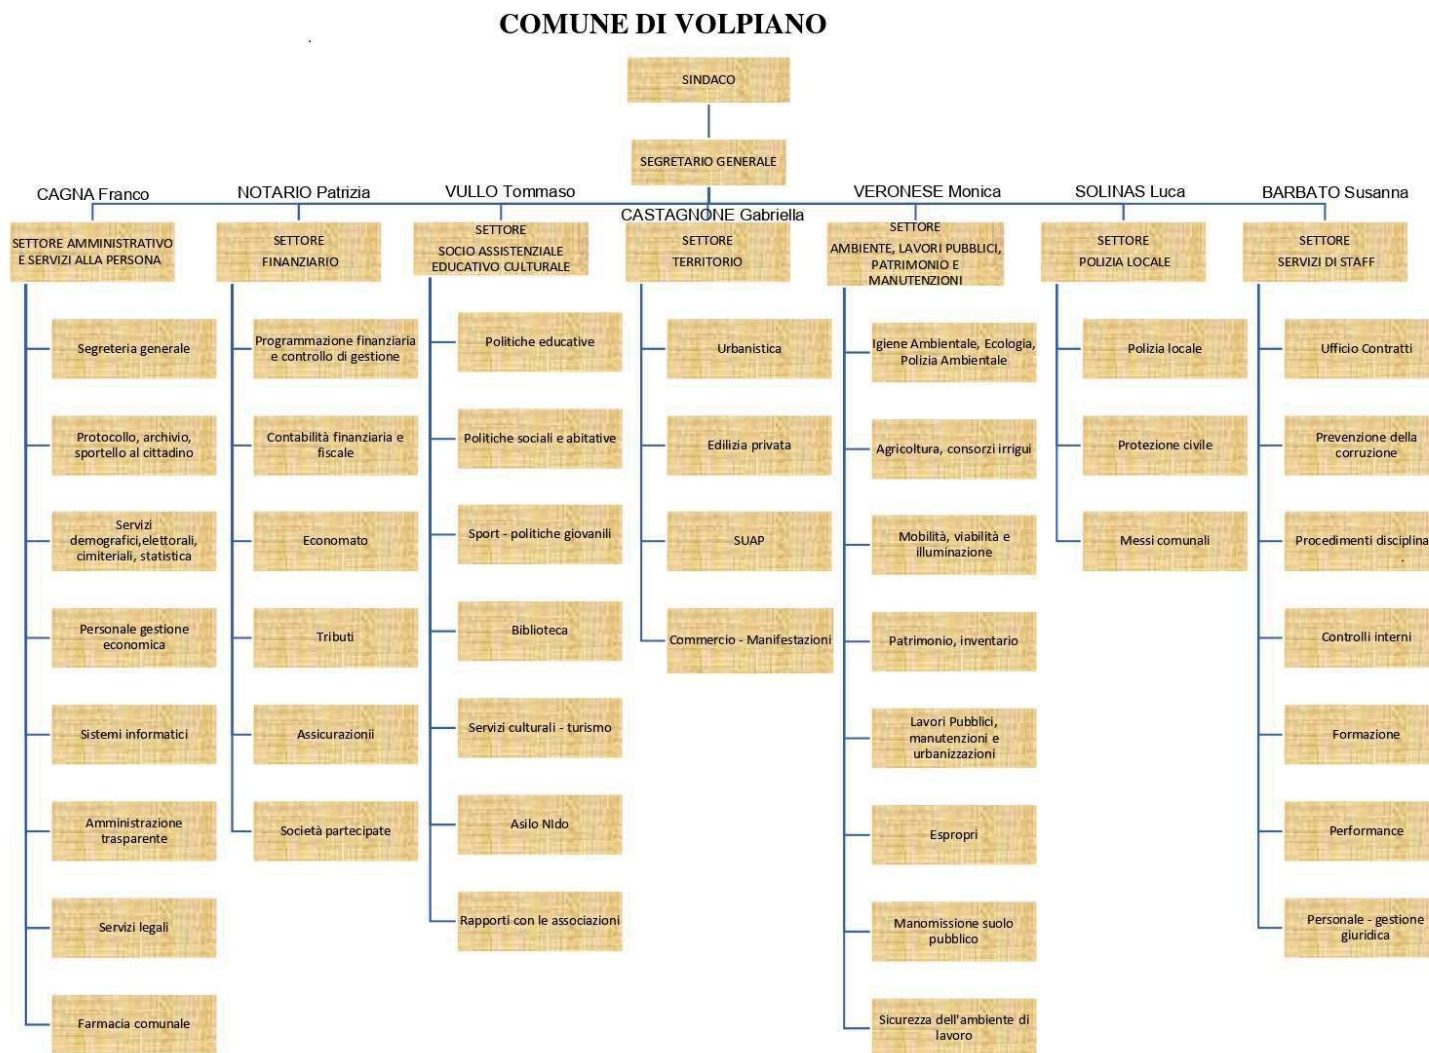 COMUNE DI VOLPIANO
SINDACO
SEGRETARIO GENERALE
CAGNA Franco
SETTORE AMMINISTRATIVO
E SERVIZI ALLA PERSONA
Segreteria generale
Protocollo, archivio,
sportello al cittadino
Servizi
demografici,elettorali,
cimiteriali, statistica
Personale gestione
economica
Sistemi informatici
Amministrazione
trasparente
Servizi legali
Farmacia comunale
NOTARIO Patrizia
SETTORE
FINANZIARIO
Programmazione finanziaria
e controllo di gestione
Contabilità finanziaria e
fiscale
Economato
Tributi
Assicurazionii
Società partecipate
VULLO Tommaso
SETTORE
SOCIO ASSISTENZIALE
EDUCATIVO CULTURALE
Politiche educative
Politiche sociali e abitative
Sport - politiche giovanili
Biblioteca
Servizi culturali - turismo
Asilo NIdo
Rapporti con le associazioni
CASTAGNONE Gabriella
SETTORE
TERRITORIO
Urbanistica
Edilizia privata
SUAP
Commercio - Manifestazioni
VERONESE Monica
SETTORE
AMBIENTE, LAVORI PUBBLICI,
PATRIMONIO E
MANUTENZIONI
Igiene Ambientale, Ecologia,
Polizia Ambientale
Agricoltura, consorzi irrigui
Mobilità, viabilità e
illuminazione
Patrimonio, inventario
Lavori Pubblici,
manutenzioni e
urbanizzazioni
Espropri
Manomissione suolo
pubblico
Sicurezza dell'ambiente di
lavoro
SOLINAS Luca
SETTORE
POLIZIA LOCALE
Polizia locale
Protezione civile
Messi comunali
BARBATO Susanna
SETTORE
SERVIZI DI STAFF
Ufficio Contratti
Prevenzione della
corruzione
Procedimenti disciplina
Controlli interni
Formazione
Performance
Personale - gestione
giuridica